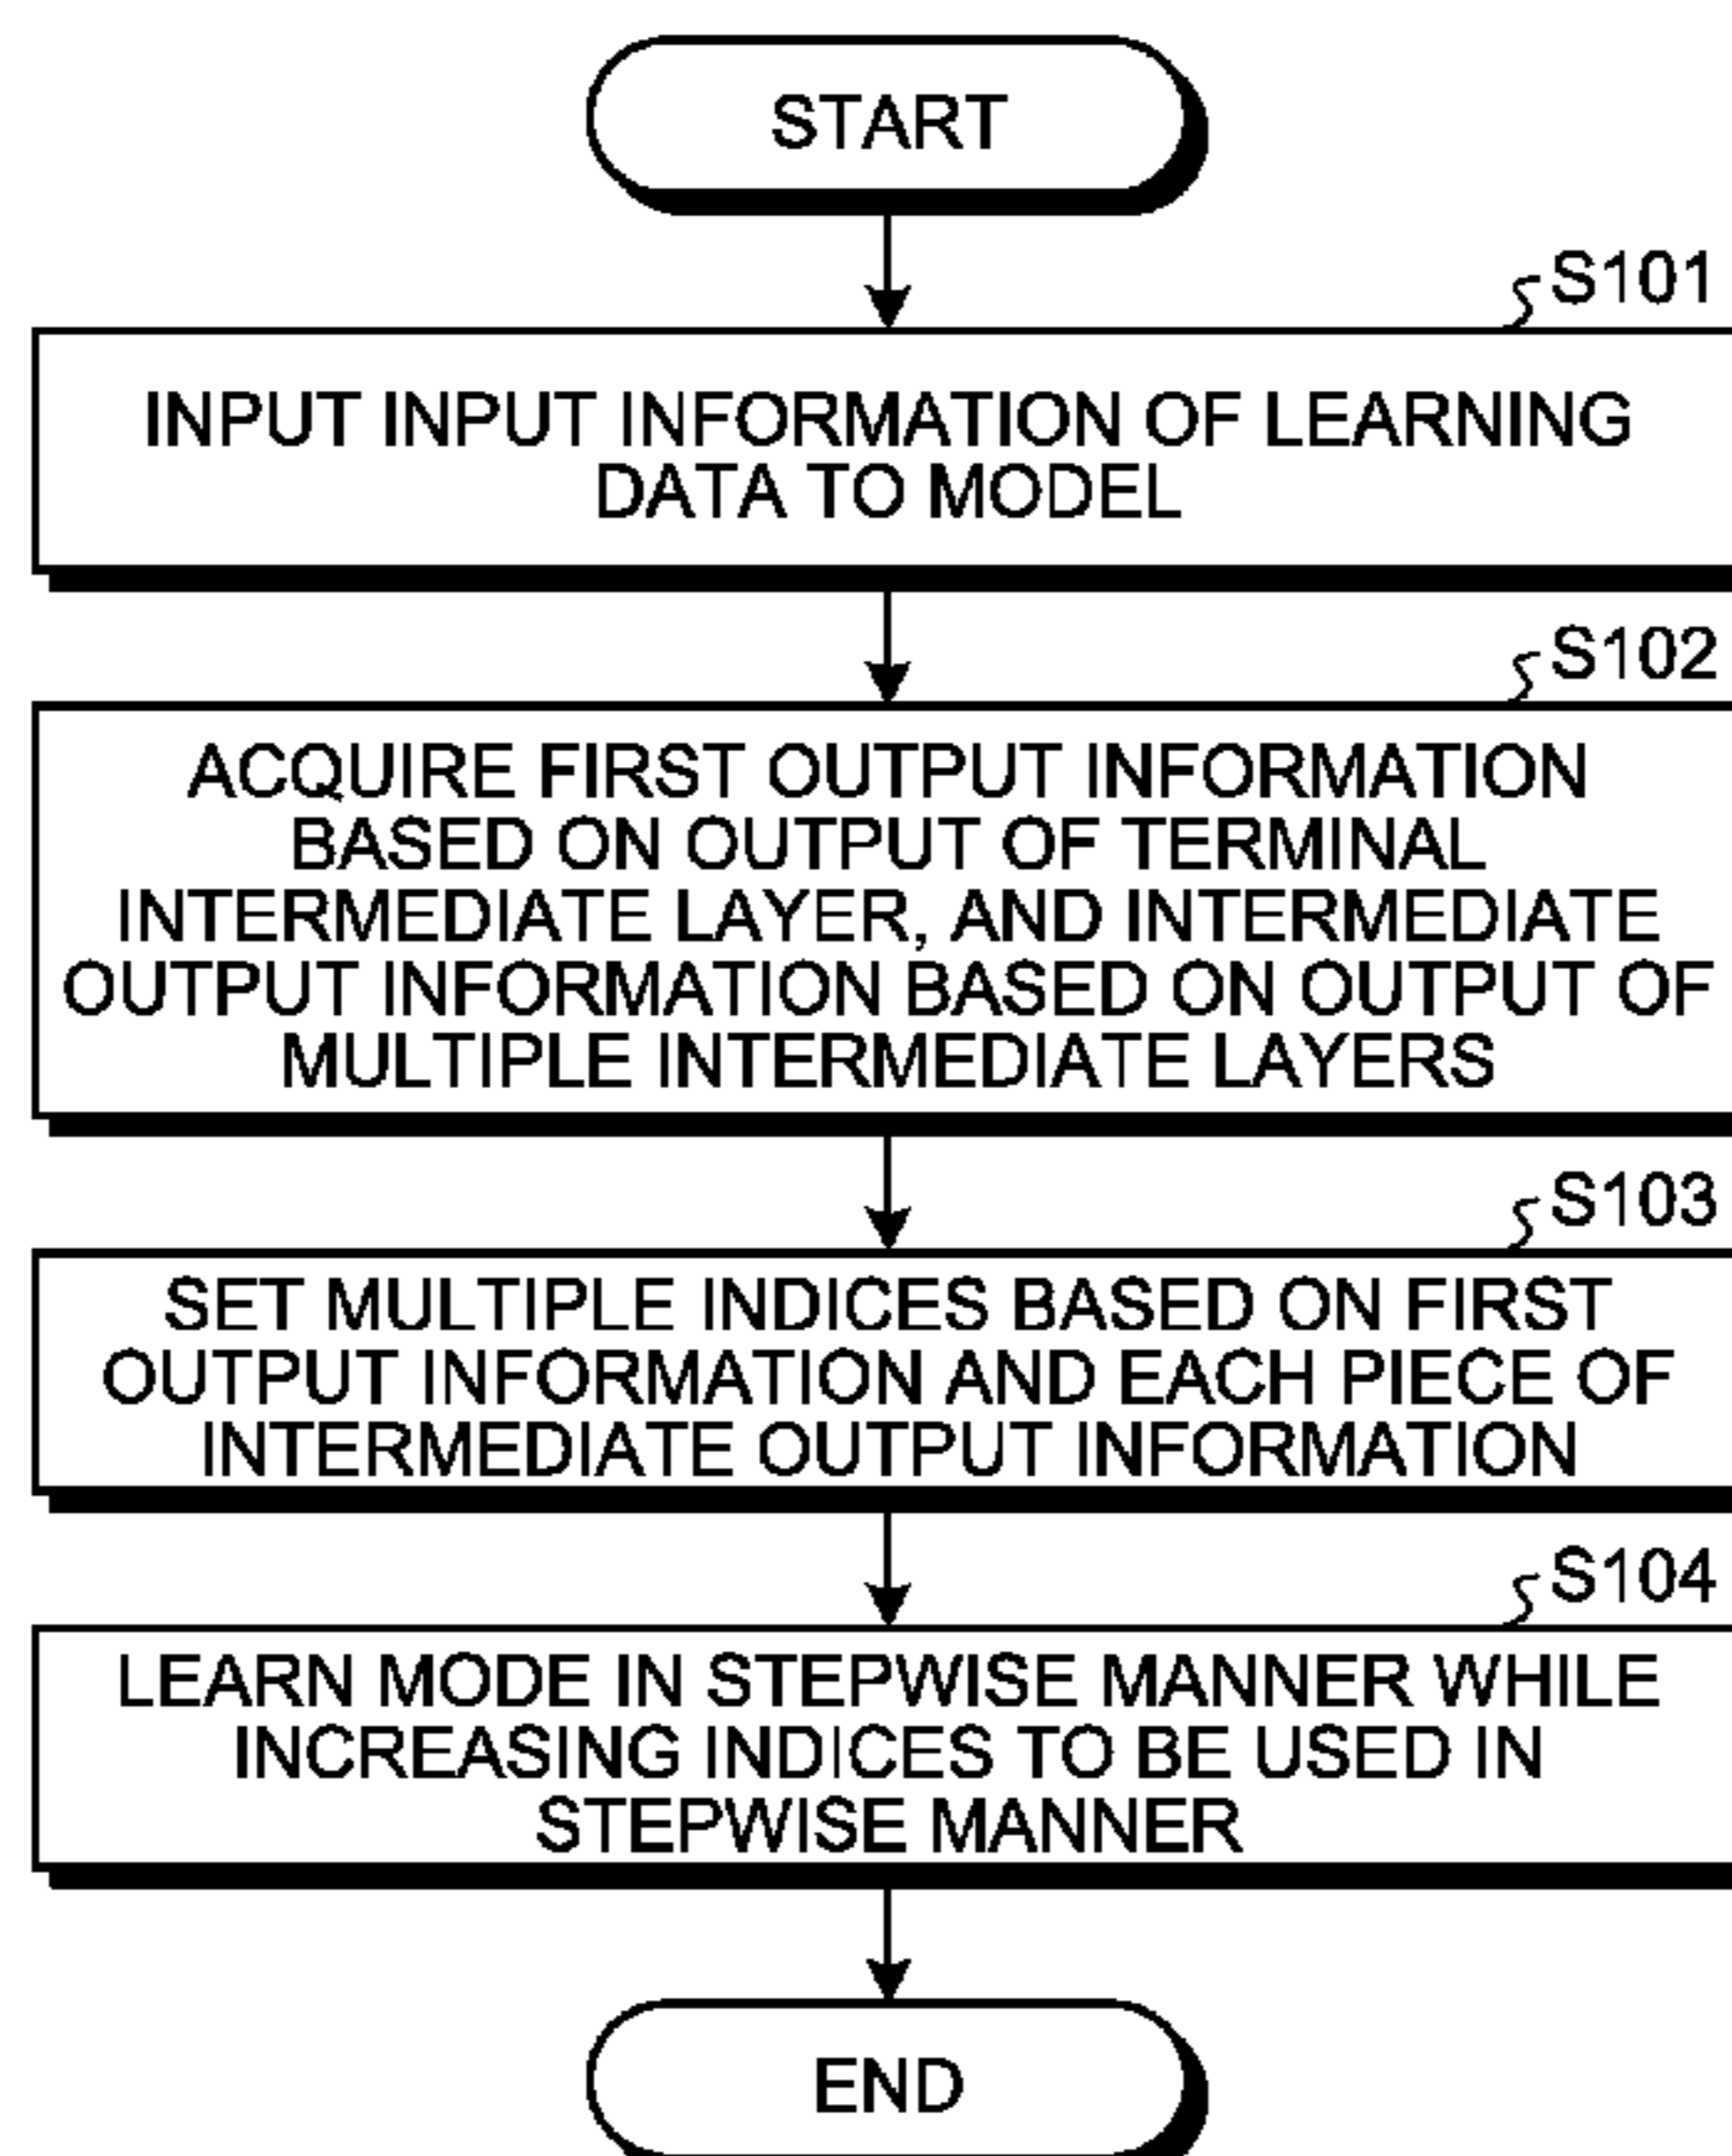 START
S101
INPUT INPUT INFORMATION OF LEARNING
DATA TO MODEL
S102
ACQUIRE FIRST OUTPUT INFORMATION
BASED ON OUTPUT OF TERMINAL
INTERMEDIATE LAYER, AND INTERMEDIATE
OUTPUT INFORMATION BASED ON OUTPUT OF
MULTIPLE INTERMEDIATE LAYERS
S103
SET MULTIPLE INDICES BASED ON FIRST
OUTPUT INFORMATION AND EACH PIECE OF
INTERMEDIATE OUTPUT INFORMATION
S104
LEARN MODE IN STEPWISE MANNER WHILE
INCREASING INDICES TO BE USED IN
STEPWISE MANNER
END